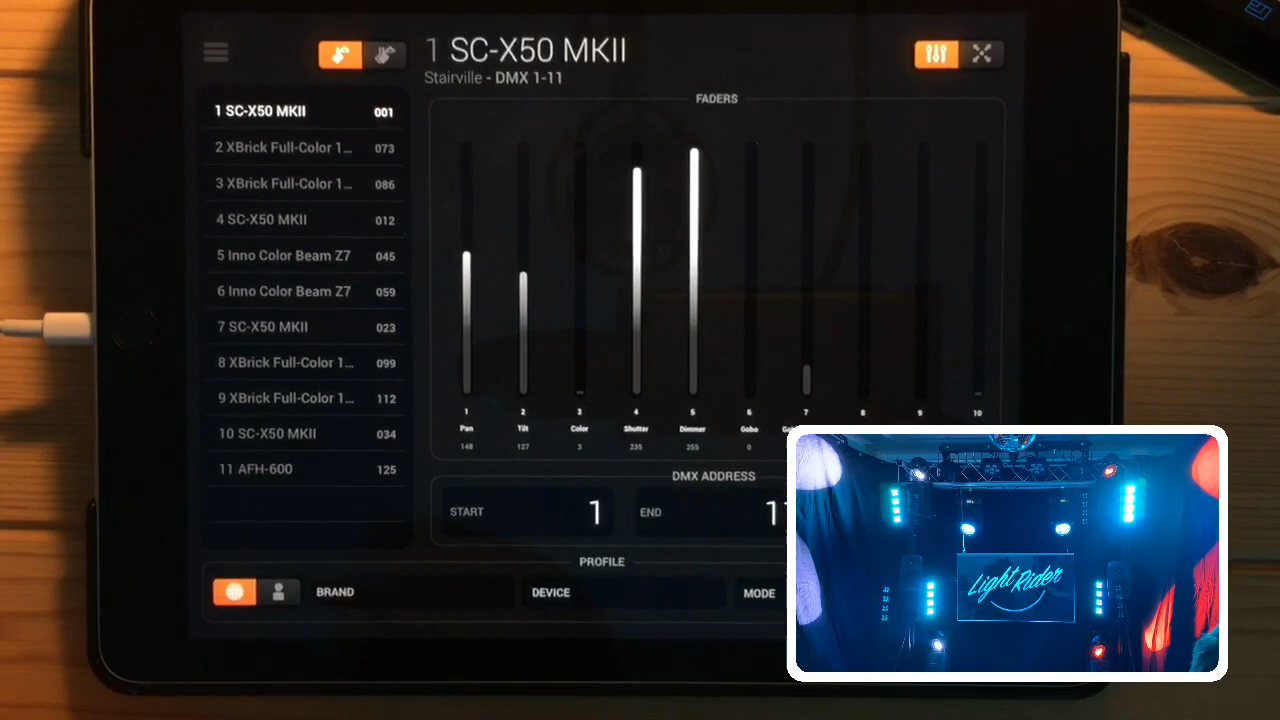 1 SC-X50 MKII
Stairville - DMX 1-11
FADERS
1 SC-X50 MKII 001
2 XBrick Full-Color 1... 073
3 XBrick Full-Color 1... 086
4 SC-X50 MKII 012
5 Inno Color Beam Z7 045
6 Inno Color Beam Z7 059
7 SC-X50 MKII 023
8 XBrick Full-Color 1... 099
9 XBrick Full-Color 1... 112
10 SC-X50 MKII 034
11 AFH-600 125
1 2 3 4 5 6 7 8 9 10
Pan Tilt Color Shutter Dimmer Gobo
148 127 3 235 255 0
DMX ADDRESS
START 1 END
PROFILE
BRAND DEVICE MODE
Light Rider